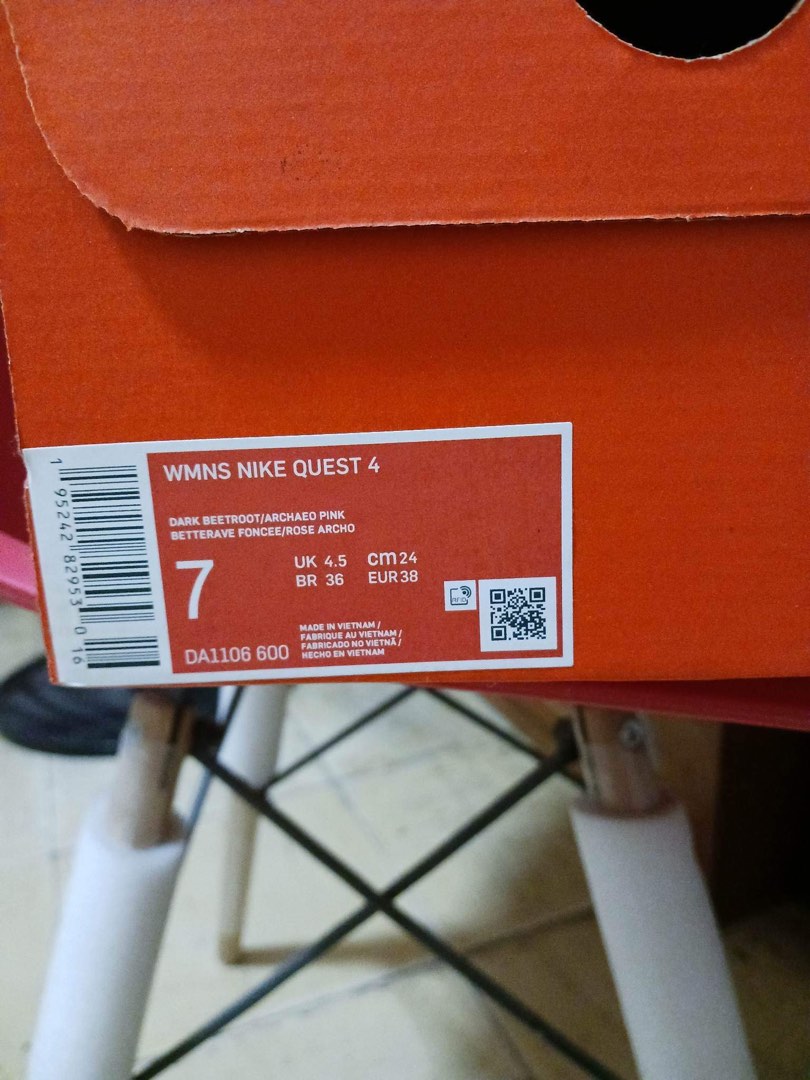 WMNS NIKE QUEST 4
DARK BEETROOT/ARCHAEO PINK
BETTERAVE FONCEE/ROSE ARCHO
7
UK 4.5 cm 24
BR 36 EUR 38
DA1106 600
MADE IN VIETNAM /
FABRIQUE AU VIETNAM /
FABRICADO NO VIETNÃ /
HECHO EN VIETNAM
RFID
1 95242 82953 0 16